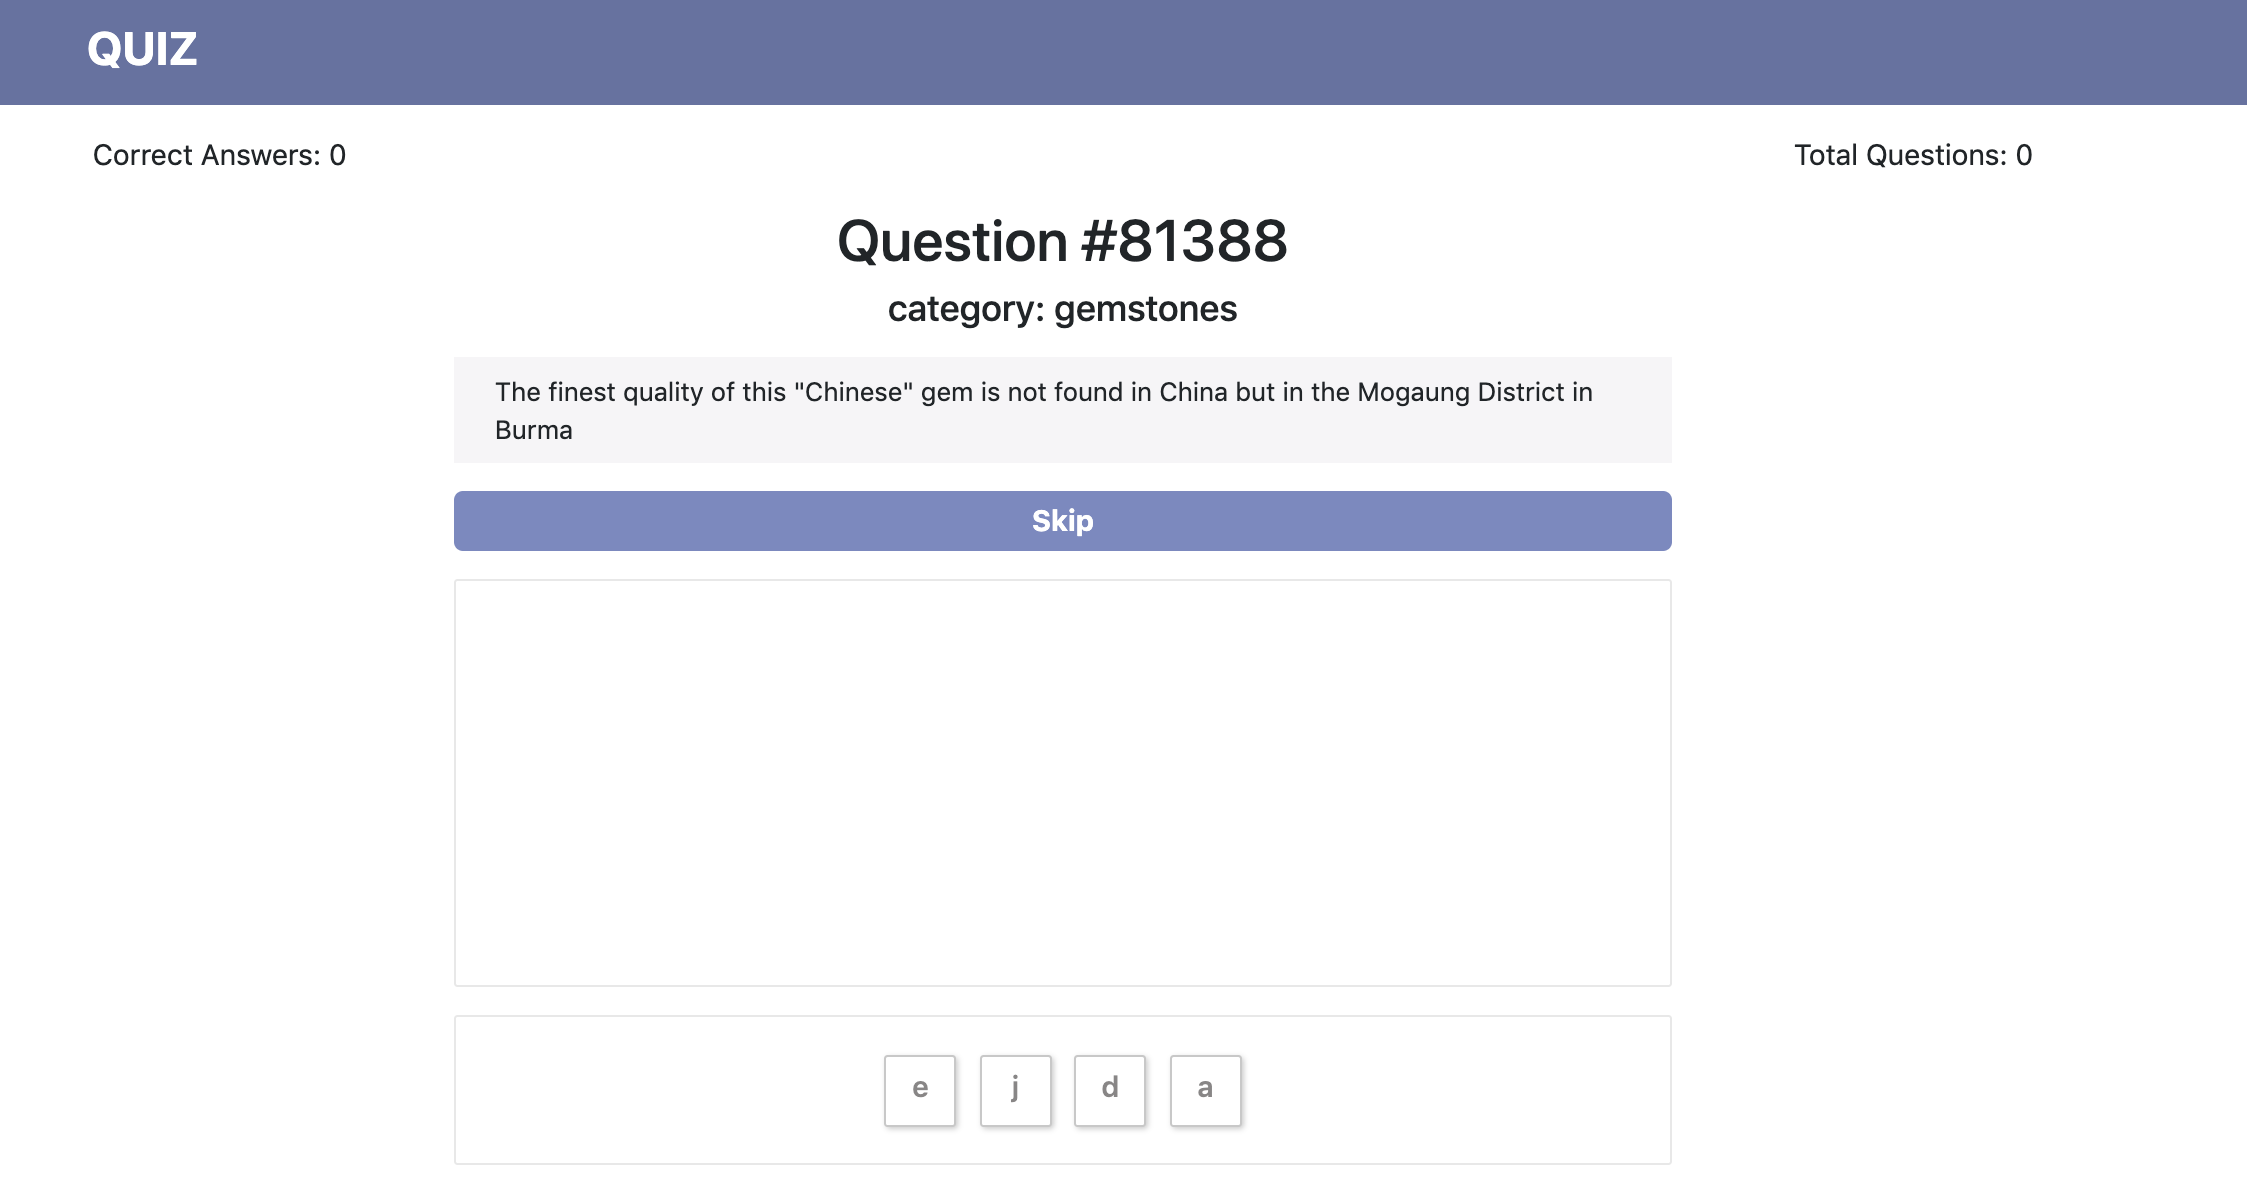 QUIZ
Correct Answers: 0
Total Questions: 0
Question #81388
category: gemstones
The finest quality of this "Chinese" gem is not found in China but in the Mogaung District in
Burma
Skip
e j d a